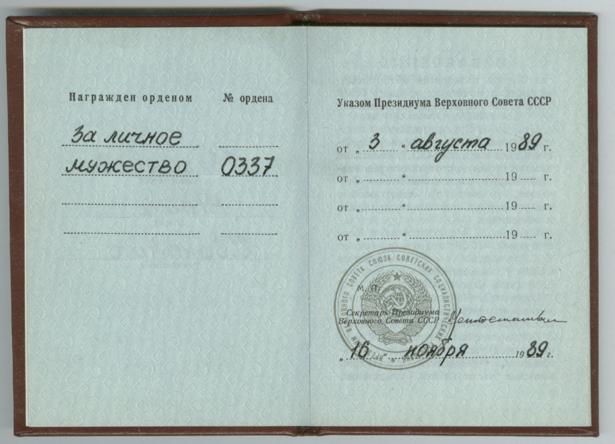 Награжден орденом
№ ордена
За личное
мужество 0337
Указом Президиума Верховного Совета СССР
от „ 3 “ августа 1989 г.
от „ “ 19 г.
от „ “ 19 г.
от „ “ 19 г.
М. П.
Секретарь Президиума
Верховного Совета СССР
„ 16 “ ноября 1989 г.